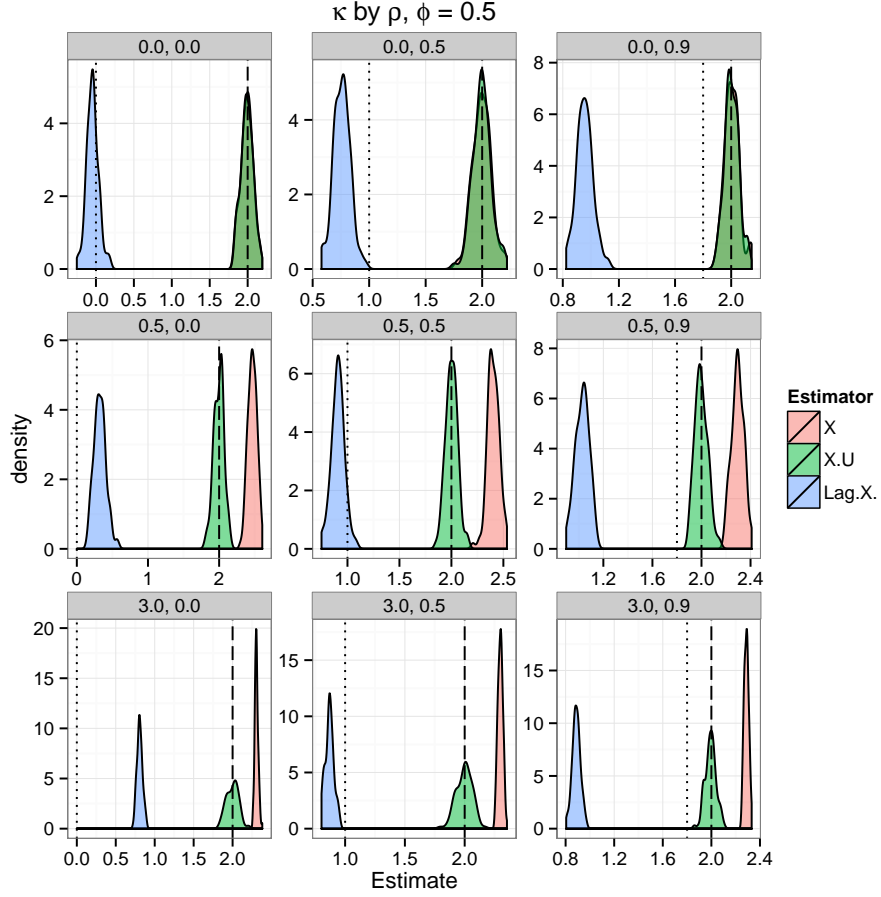 κ by ρ, ϕ = 0.5
0.0, 0.0
0.0, 0.5
0.0, 0.9
0 2 4
0.0 0.5 1.0 1.5 2.0
0 2 4
0.5 1.0 1.5 2.0
0 2 4 6 8
0.8 1.2 1.6 2.0
0.5, 0.0
0.5, 0.5
0.5, 0.9
0 2 4 6
0 1 2
0 2 4 6
1.0 1.5 2.0 2.5
0 2 4 6 8
1.2 1.6 2.0 2.4
3.0, 0.0
3.0, 0.5
3.0, 0.9
0 5 10 15 20
0.0 0.5 1.0 1.5 2.0
0 5 10 15
1.0 1.5 2.0
0 5 10 15
0.8 1.2 1.6 2.0 2.4
density
Estimate
Estimator
X
X.U
Lag.X.